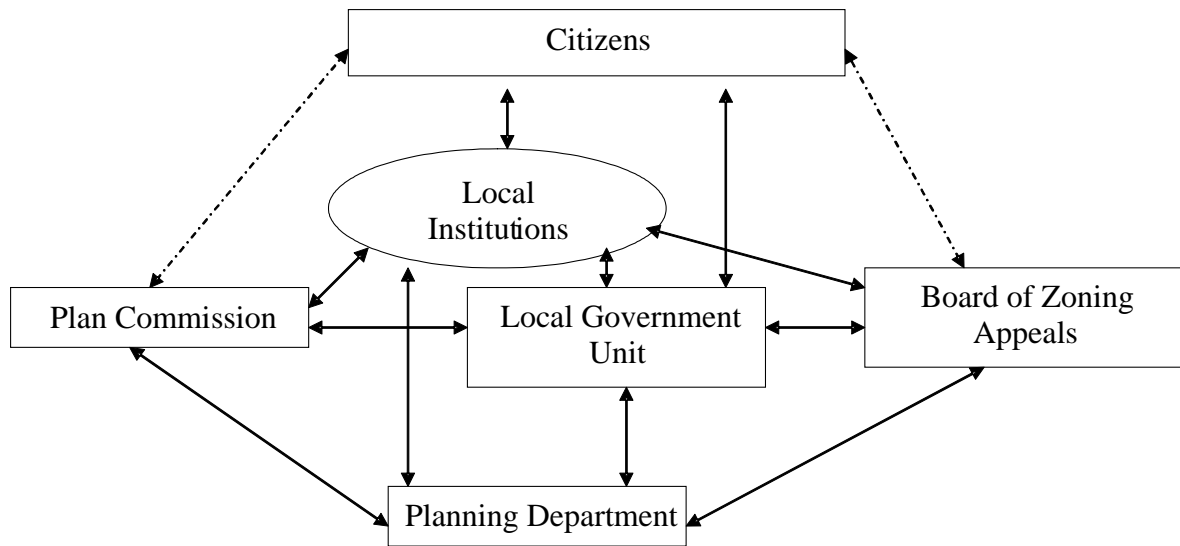 Citizens
Local
Institutions
Plan Commission
Local Government
Unit
Board of Zoning
Appeals
Planning Department